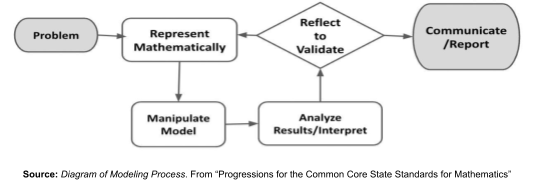 Problem
Represent
Mathematically
Reflect
to
Validate
Communicate
/Report
Manipulate
Model
Analyze
Results/Interpret
Source: Diagram of Modeling Process. From “Progressions for the Common Core State Standards for Mathematics”